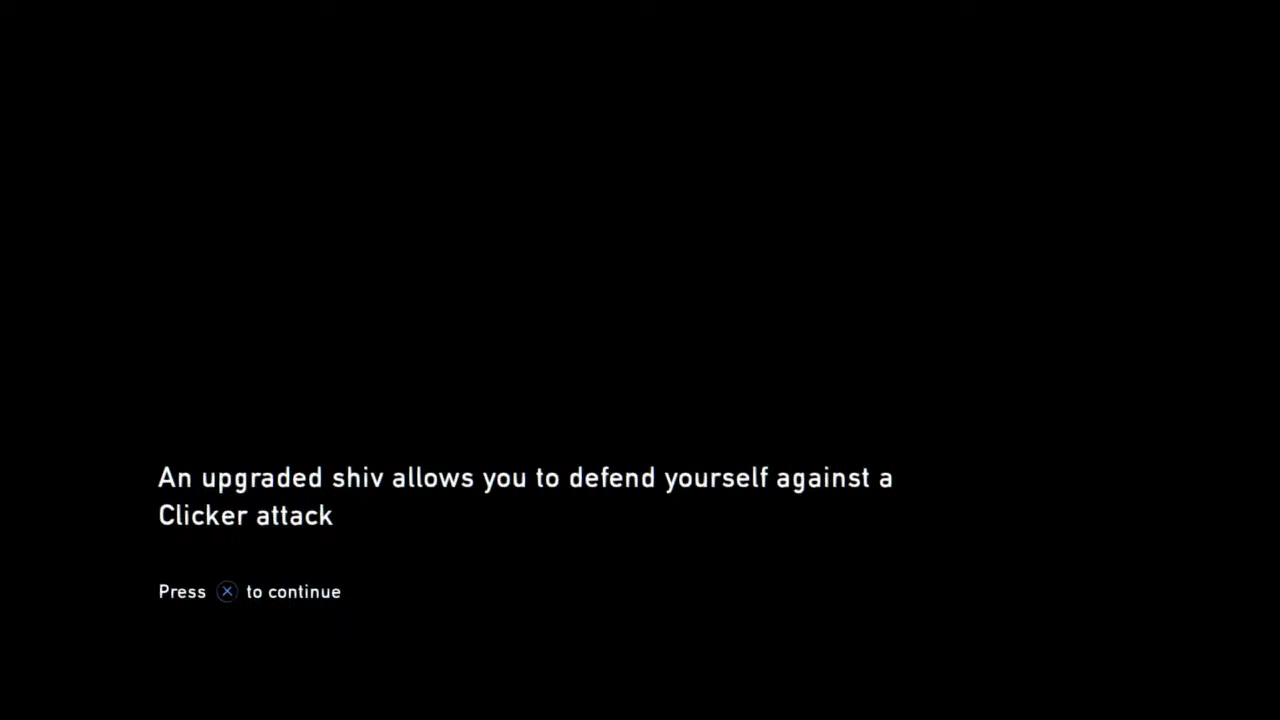 An upgraded shiv allows you to defend yourself against a
Clicker attack
Press ⓧ to continue